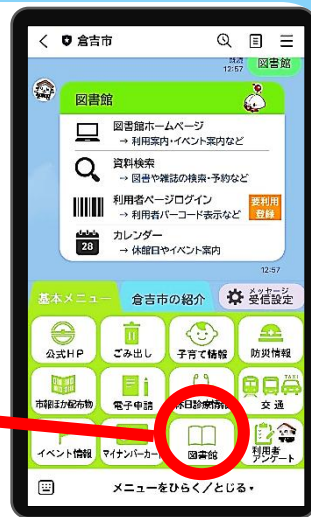 倉吉市
既読
12:57
図書館
図書館
図書館ホームページ
→ 利用案内・イベント案内など
資料検索
→ 図書や雑誌の検索・予約など
利用者ページログイン
→ 利用者バーコード表示など
要利用
登録
28
カレンダー
→ 休館日やイベント案内
12:57
基本メニュー
倉吉市の紹介
メッセージ
受信設定
公式HP
ごみ出し
子育て情報
防災情報
市報ほか配布物
電子申請
休日診療情報
TAXI
交通
イベント情報
マイナンバーカード
図書館
利用者
アンケート
メニューをひらく/とじる